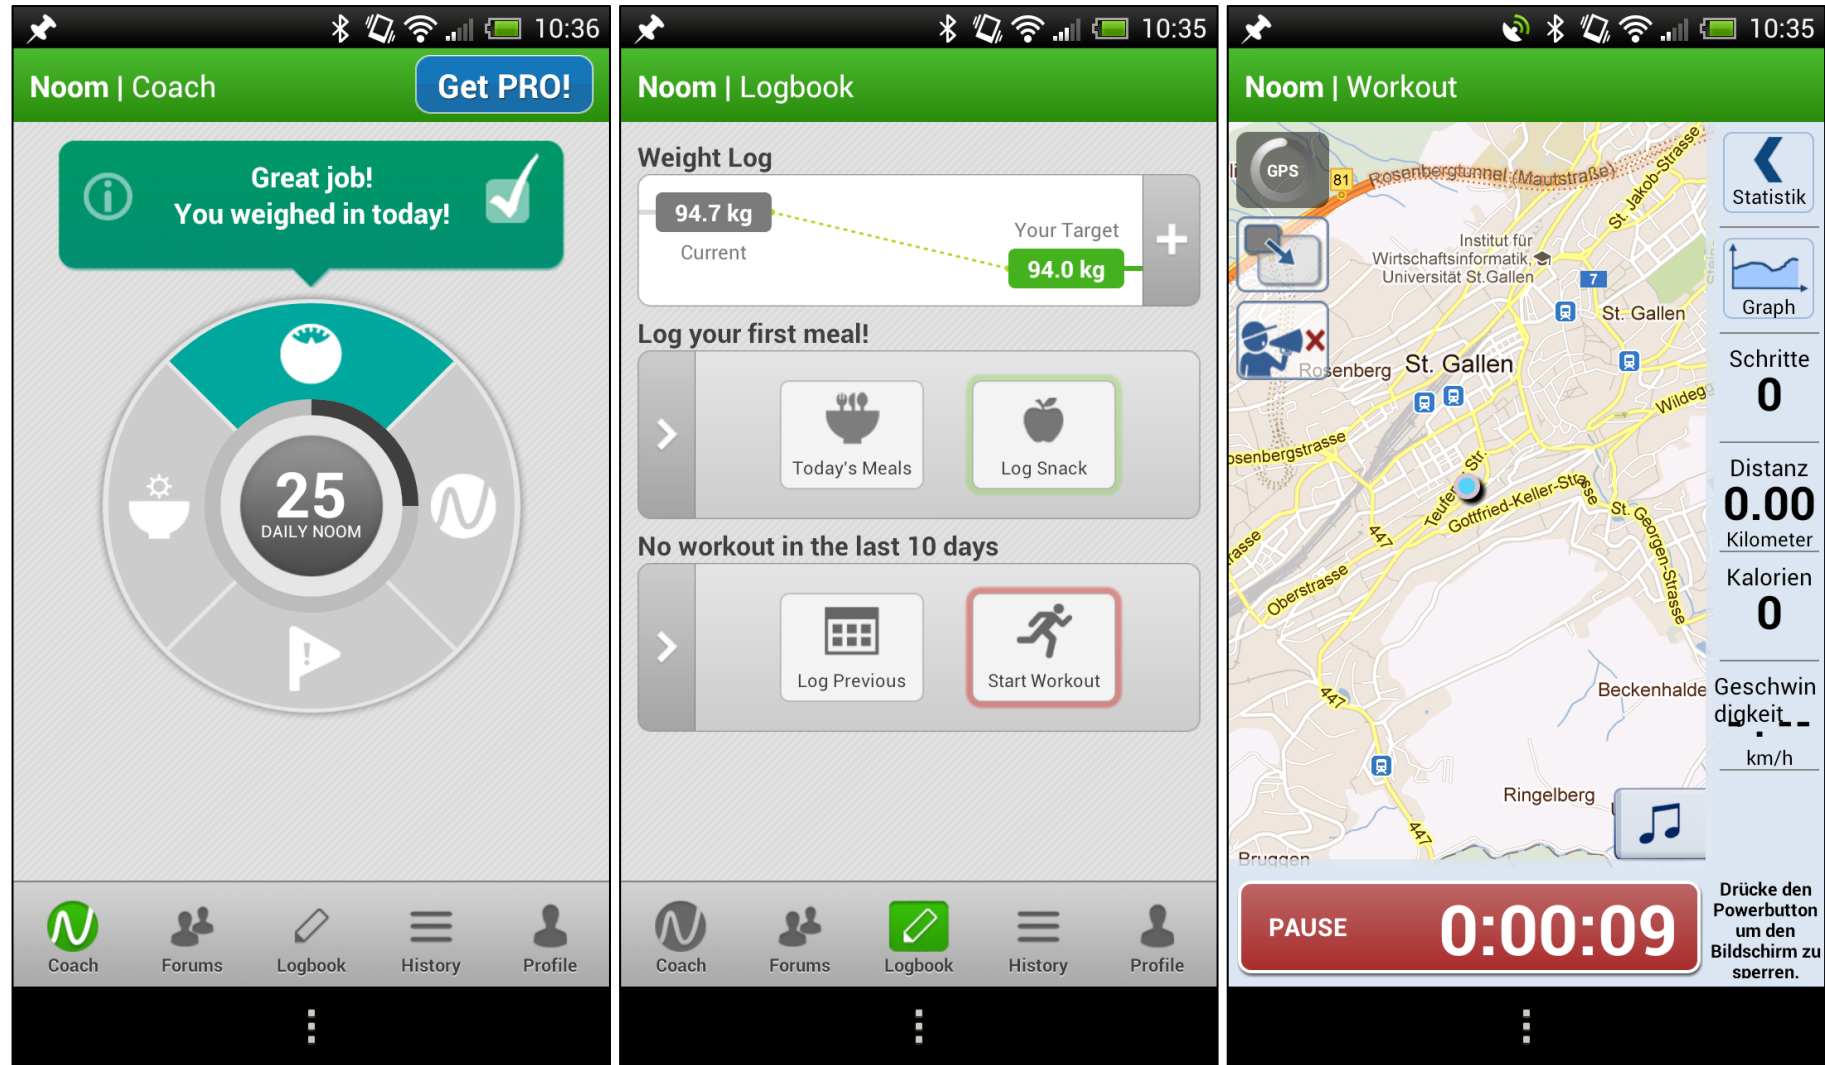 10:36
Noom | Coach
Get PRO!
Great job!
You weighed in today!
25
DAILY NOOM
Coach
Forums
Logbook
History
Profile
10:35
Noom | Logbook
Weight Log
94.7 kg
Current
Your Target
94.0 kg
Log your first meal!
Today's Meals
Log Snack
No workout in the last 10 days
Log Previous
Start Workout
Coach
Forums
Logbook
History
Profile
10:35
Noom | Workout
GPS
81
Rosenbergtunnel (Mautstraße)
St. Jakob-Strasse
Institut für
Wirtschaftsinformatik,
Universität St.Gallen
7
St. Gallen
Rosenberg
St. Gallen
Wildegg
osenbergstrasse
Teufener Str.
Gottfried-Keller-Strasse
St. Georgen-Strasse
447
rasse
Oberstrasse
447
Beckenhalde
Ringelberg
447
Bruggen
Statistik
Graph
Schritte
0
Distanz
0.00
Kilometer
Kalorien
0
Geschwin
digkeit
-.--
km/h
PAUSE
0:00:09
Drücke den
Powerbutton
um den
Bildschirm zu
sperren.